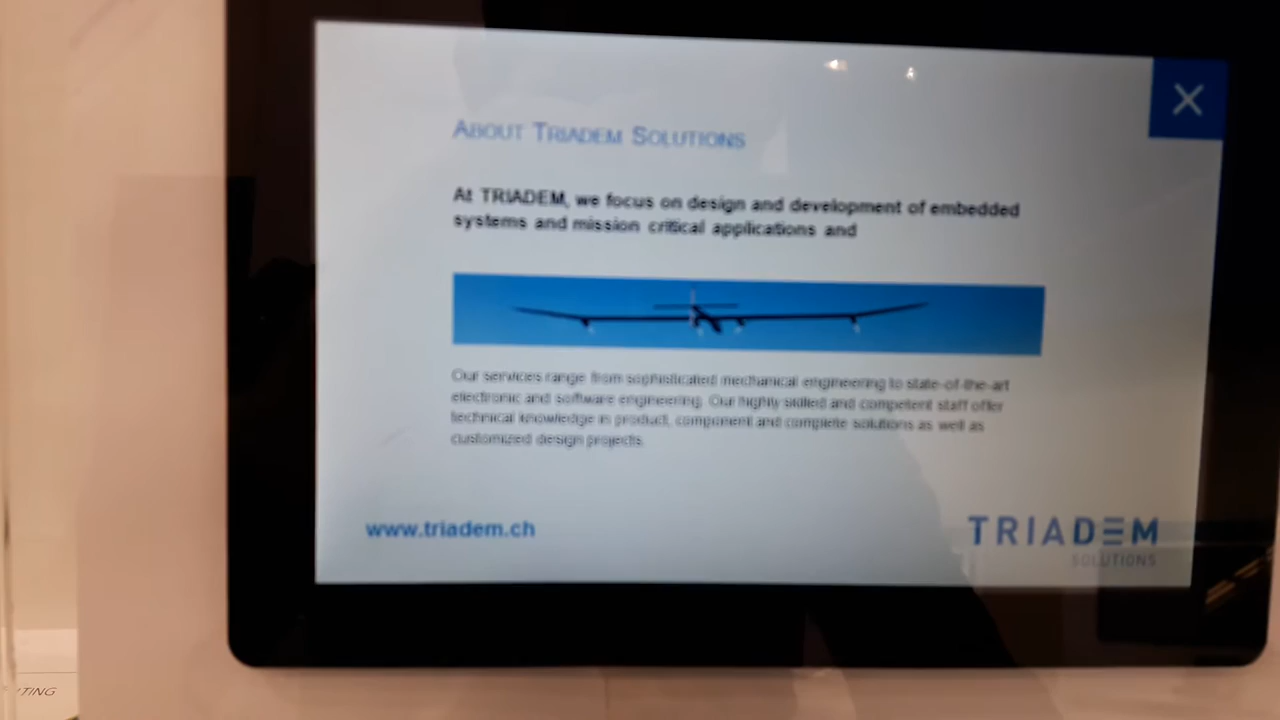 ABOUT TRIADEM SOLUTIONS
At TRIADEM, we focus on design and development of embedded
systems and mission critical applications and
Our services range from sophisticated mechanical engineering to state-of-the-art
electronic and software engineering. Our highly skilled and competent staff offer
technical knowledge in product, component and complete solutions as well as
customized design projects.
www.triadem.ch
TRIADEM
SOLUTIONS